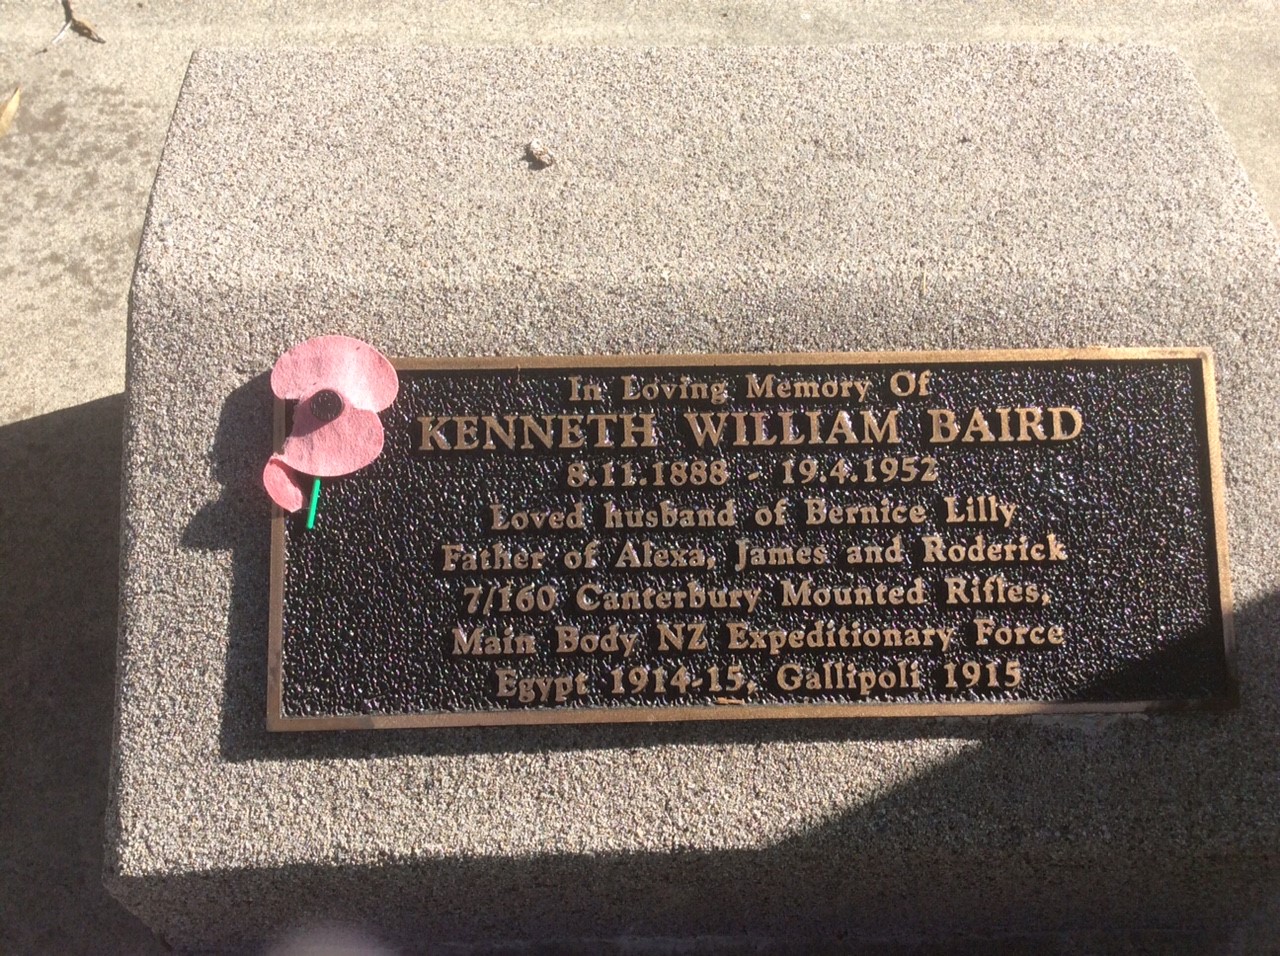 In Loving Memory Of
KENNETH WILLIAM BAIRD
8.11.1888 - 19.4.1952
Loved husband of Bernice Lilly
Father of Alexa, James and Roderick
7/160 Canterbury Mounted Rifles,
Main Body NZ Expeditionary Force
Egypt 1914-15, Gallipoli 1915